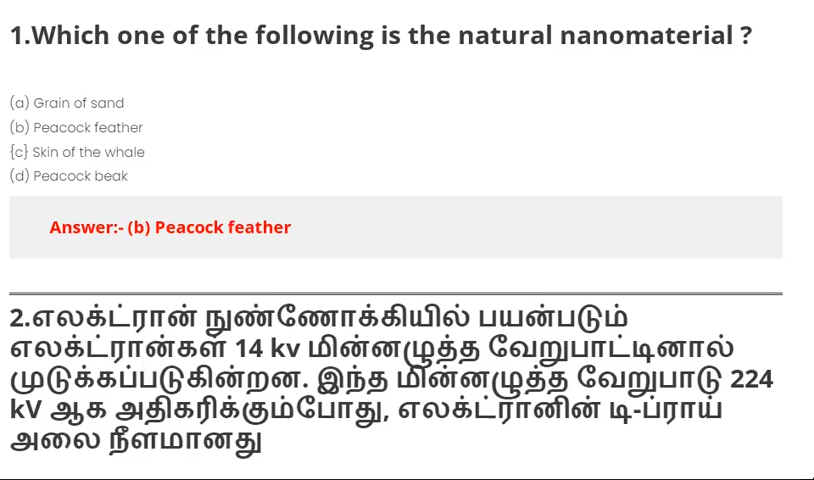 1.Which one of the following is the natural nanomaterial ?
(a) Grain of sand
(b) Peacock feather
{c} Skin of the whale
(d) Peacock beak
Answer:- (b) Peacock feather
2.எலக்ட்ரான் நுண்ணோக்கியில் பயன்படும்
எலக்ட்ரான்கள் 14 kv மின்னழுத்த வேறுபாட்டினால்
முடுக்கப்படுகின்றன. இந்த மின்னழுத்த வேறுபாடு 224
kV ஆக அதிகரிக்கும்போது, எலக்ட்ரானின் டி-ப்ராய்
அலை நீளமானது